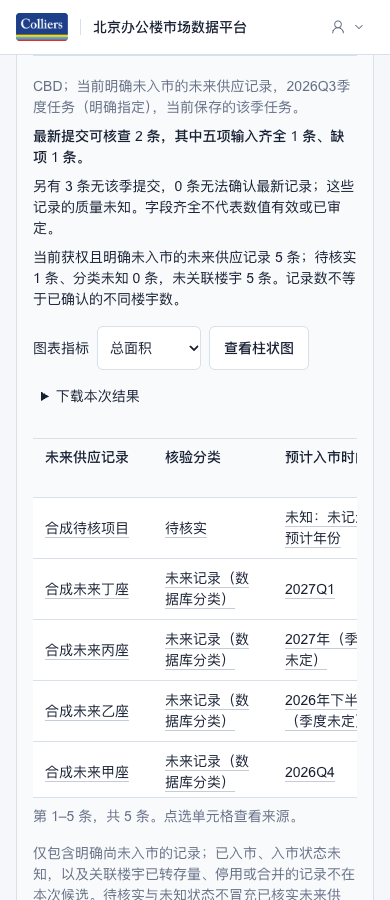 Colliers 北京办公楼市场数据平台
CBD；当前明确未入市的未来供应记录，2026Q3季
度任务（明确指定），当前保存的该季任务。
最新提交可核查 2 条，其中五项输入齐全 1 条、缺
项 1 条。
另有 3 条无该季提交，0 条无法确认最新记录；这些
记录的质量未知。字段齐全不代表数值有效或已审
定。
当前获权且明确未入市的未来供应记录 5 条；待核实
1 条、分类未知 0 条，未关联楼宇 5 条。记录数不等
于已确认的不同楼宇数。
图表指标 总面积 查看柱状图
▶ 下载本次结果
未来供应记录 核验分类 预计入市时
合成待核项目 待核实 未知：未记
预计年份
合成未来丁座 未来记录（数
据库分类） 2027Q1
合成未来丙座 未来记录（数
据库分类） 2027年（季
未定）
合成未来乙座 未来记录（数
据库分类） 2026年下半
（季度未定
合成未来甲座 未来记录（数
据库分类） 2026Q4
第 1–5 条，共 5 条。点选单元格查看来源。
仅包含明确尚未入市的记录；已入市、入市状态未
知，以及关联楼宇已转存量、停用或合并的记录不在
本次候选。待核实与未知状态不冒充已核实未来供